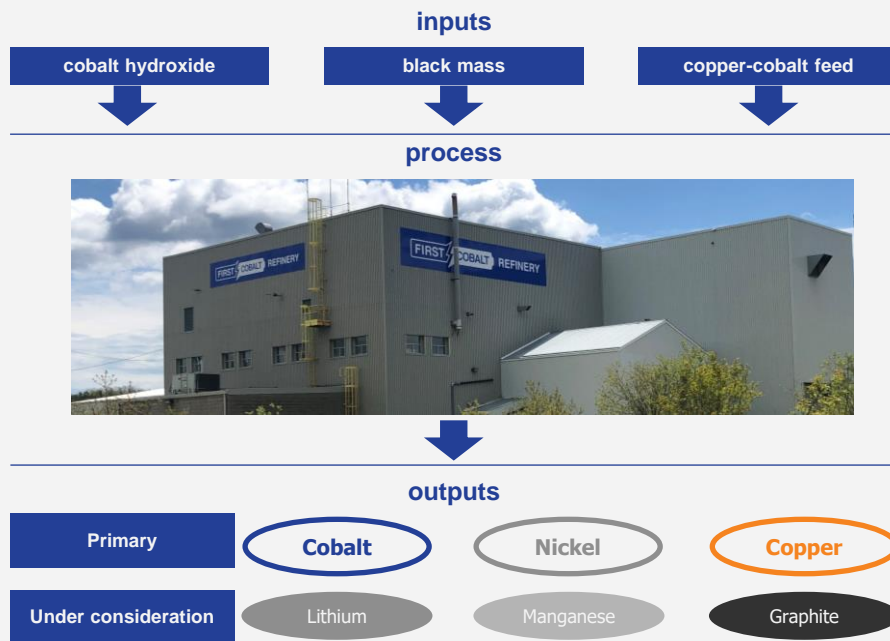 inputs
cobalt hydroxide black mass copper-cobalt feed
process
FIRST COBALT REFINERY FIRST COBALT REFINERY
outputs
Primary Cobalt Nickel Copper
Under consideration Lithium Manganese Graphite